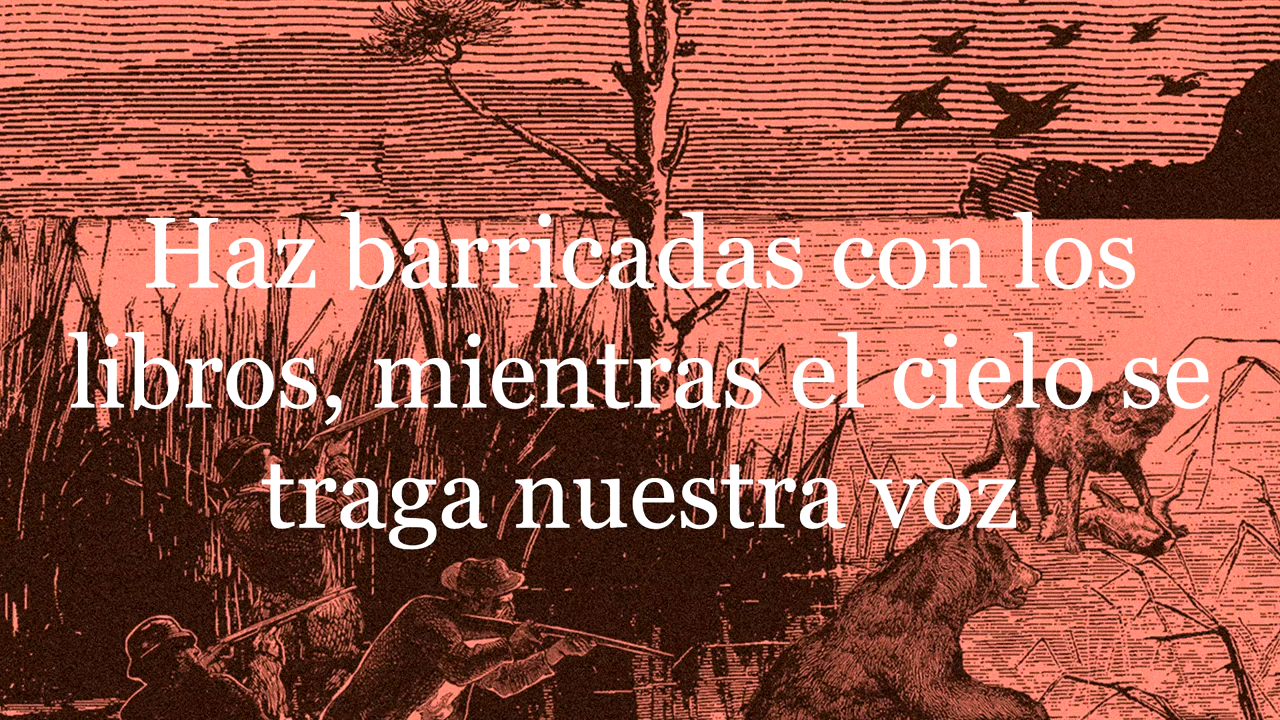 Haz barricadas con los
libros, mientras el cielo se
traga nuestra voz